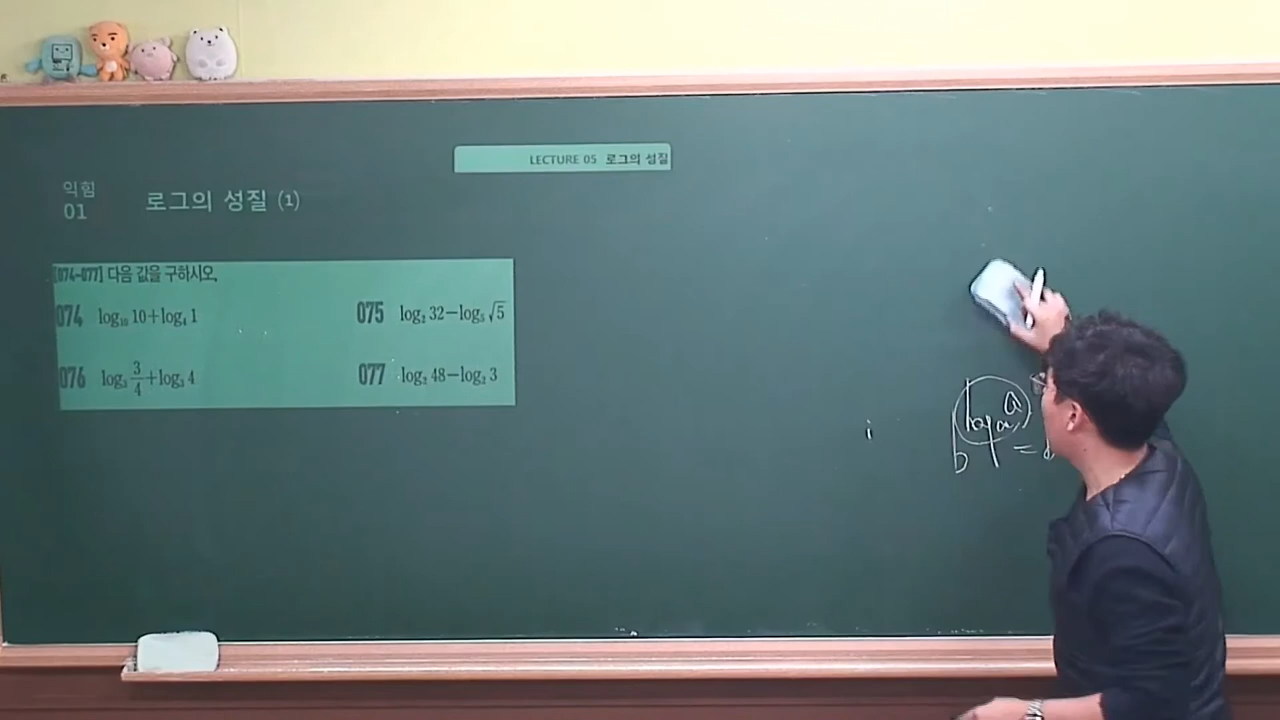 LECTURE 05 로그의 성질
익힘
01 로그의 성질 (1)
[074-077] 다음 값을 구하시오.
074 log₁₀ 10+log₄ 1 075 log₂ 32−log₅ √5
076 log₃ 3/4+log₃ 4 077 log₂ 48−log₂ 3
i
b =